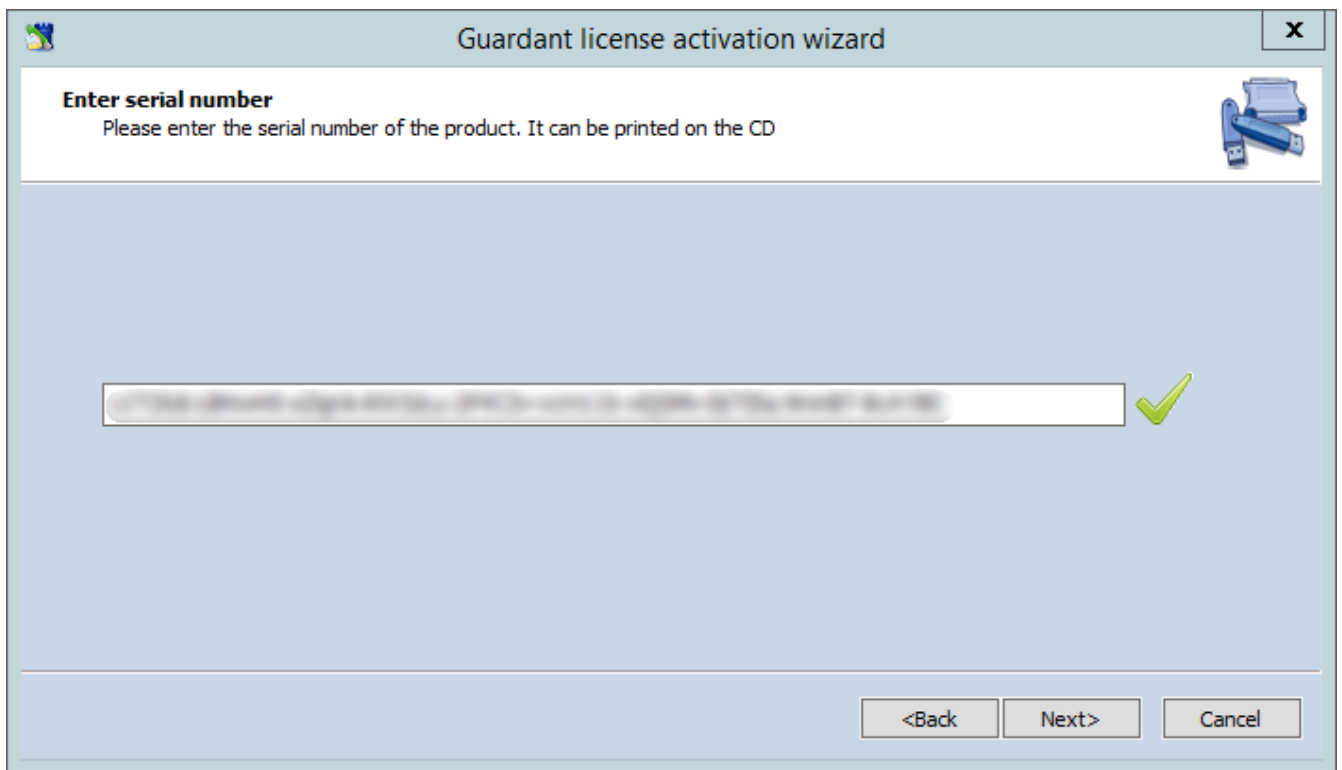 Guardant license activation wizard
x
Enter serial number
Please enter the serial number of the product. It can be printed on the CD
<Back
Next>
Cancel